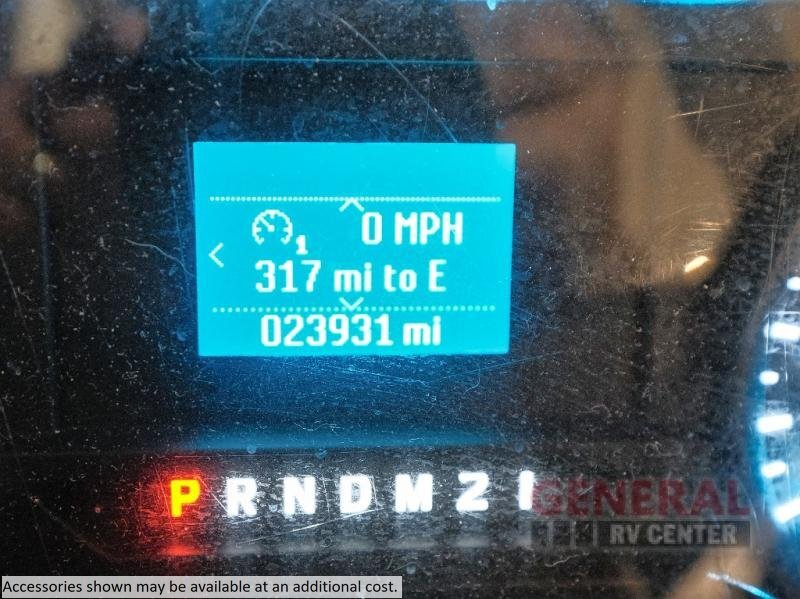 1 0 MPH
317 mi to E
023931 mi
P R N D M 2 1
GENERAL
RV CENTER
Accessories shown may be available at an additional cost.